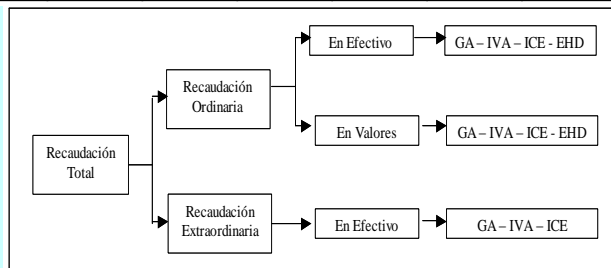 En Efectivo
GA – IVA – ICE - EHD
Recaudación
Ordinaria
En Valores
GA – IVA – ICE - EHD
Recaudación
Total
Recaudación
Extraordinaria
En Efectivo
GA – IVA – ICE